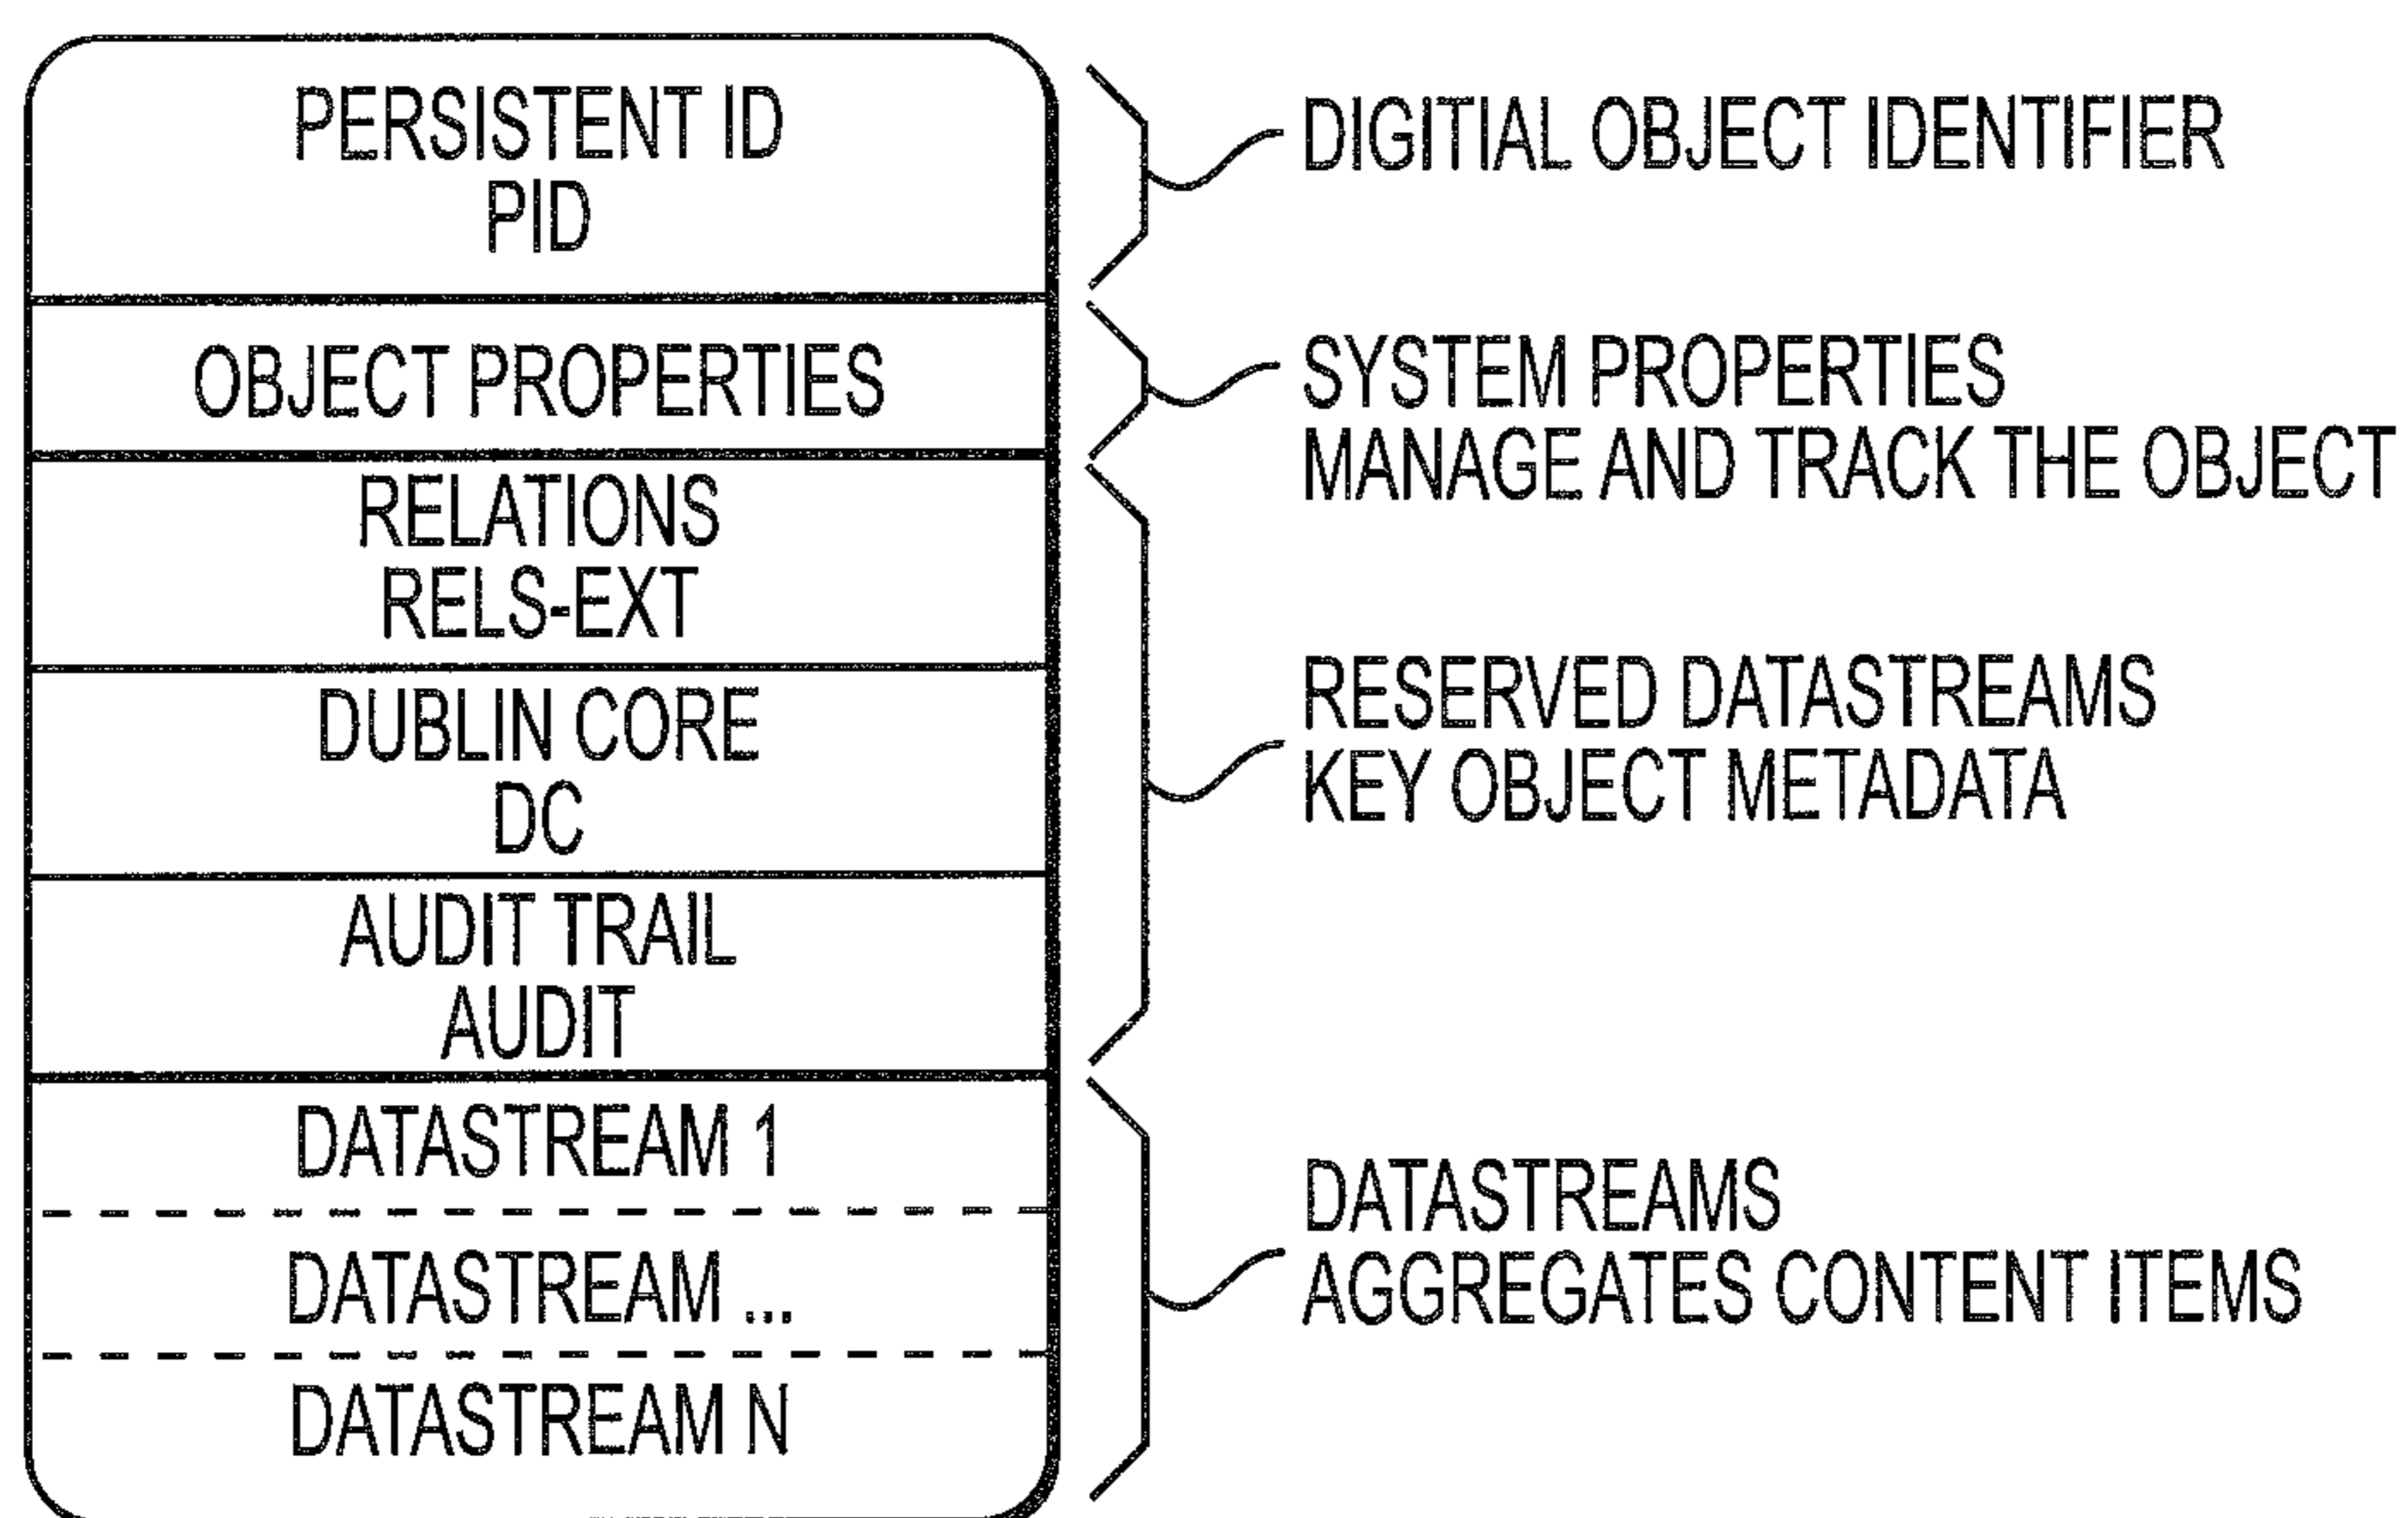 PERSISTENT ID
PID
DIGITIAL OBJECT IDENTIFIER
OBJECT PROPERTIES
SYSTEM PROPERTIES
MANAGE AND TRACK THE OBJECT
RELATIONS
RELS-EXT
DUBLIN CORE
DC
AUDIT TRAIL
AUDIT
RESERVED DATASTREAMS
KEY OBJECT METADATA
DATASTREAM 1
DATASTREAM ...
DATASTREAM N
DATASTREAMS
AGGREGATES CONTENT ITEMS